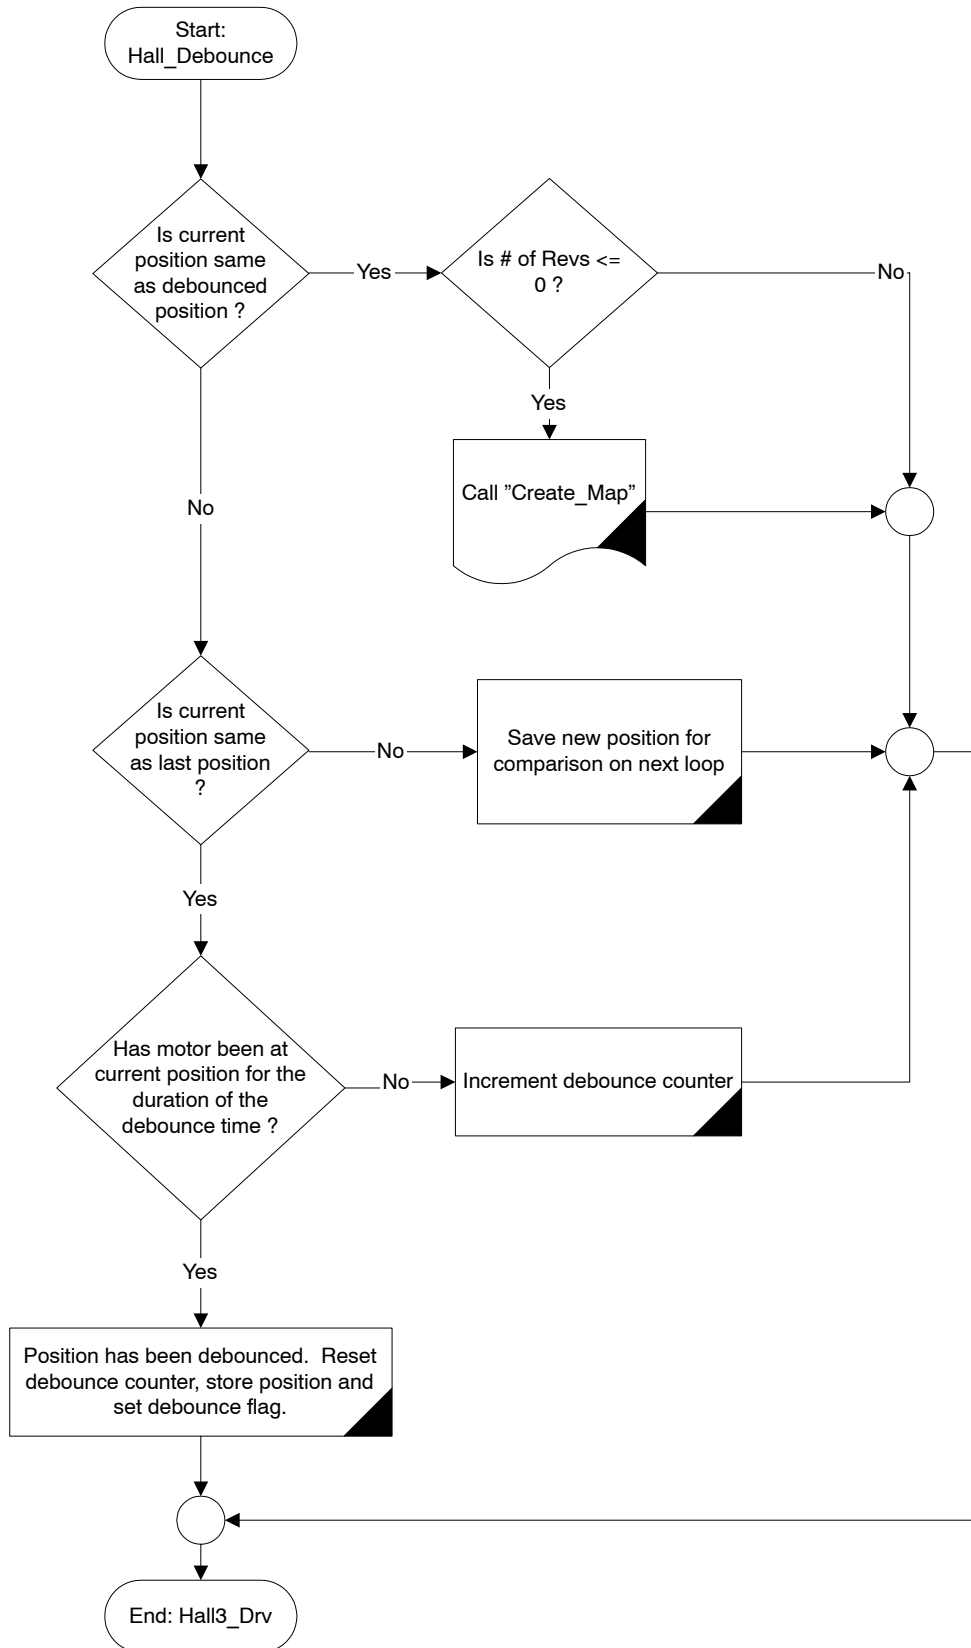 Start:
Hall_Debounce
Is current
position same
as debounced
position ?
Yes
Is # of Revs <=
0 ?
No
Yes
Call ”Create_Map”
No
Is current
position same
as last position
?
No
Save new position for
comparison on next loop
Yes
Has motor been at
current position for the
duration of the
debounce time ?
No
Increment debounce counter
Yes
Position has been debounced.  Reset
debounce counter, store position and
set debounce flag.
End: Hall3_Drv